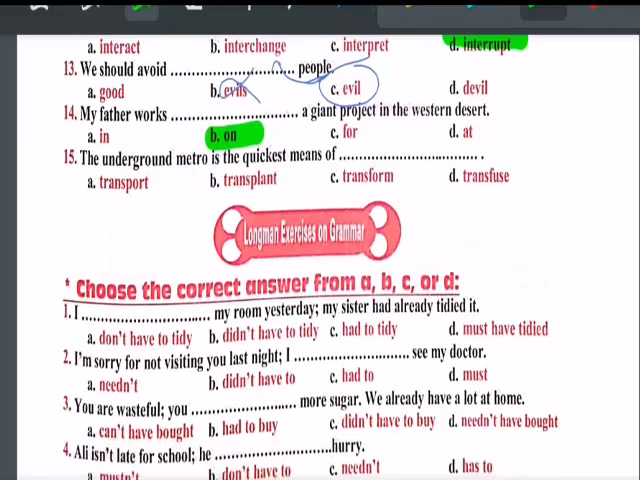 a. interact b. interchange c. interpret d. interrupt
13. We should avoid .............................. people.
a. good b. evils c. evil d. devil
14. My father works .............................. a giant project in the western desert.
a. in b. on c. for d. at
15. The underground metro is the quickest means of .................................. .
a. transport b. transplant c. transform d. transfuse
Longman Exercises on Grammar
* Choose the correct answer from a, b, c, or d:
1. I .............................. my room yesterday; my sister had already tidied it.
a. don't have to tidy b. didn't have to tidy c. had to tidy d. must have tidied
2. I'm sorry for not visiting you last night; I .......................... see my doctor.
a. needn't b. didn't have to c. had to d. must
3. You are wasteful; you ........................ more sugar. We already have a lot at home.
a. can't have bought b. had to buy c. didn't have to buy d. needn't have bought
4. Ali isn't late for school; he ...........................hurry.
a. mustn't b. don't have to c. needn't d. has to